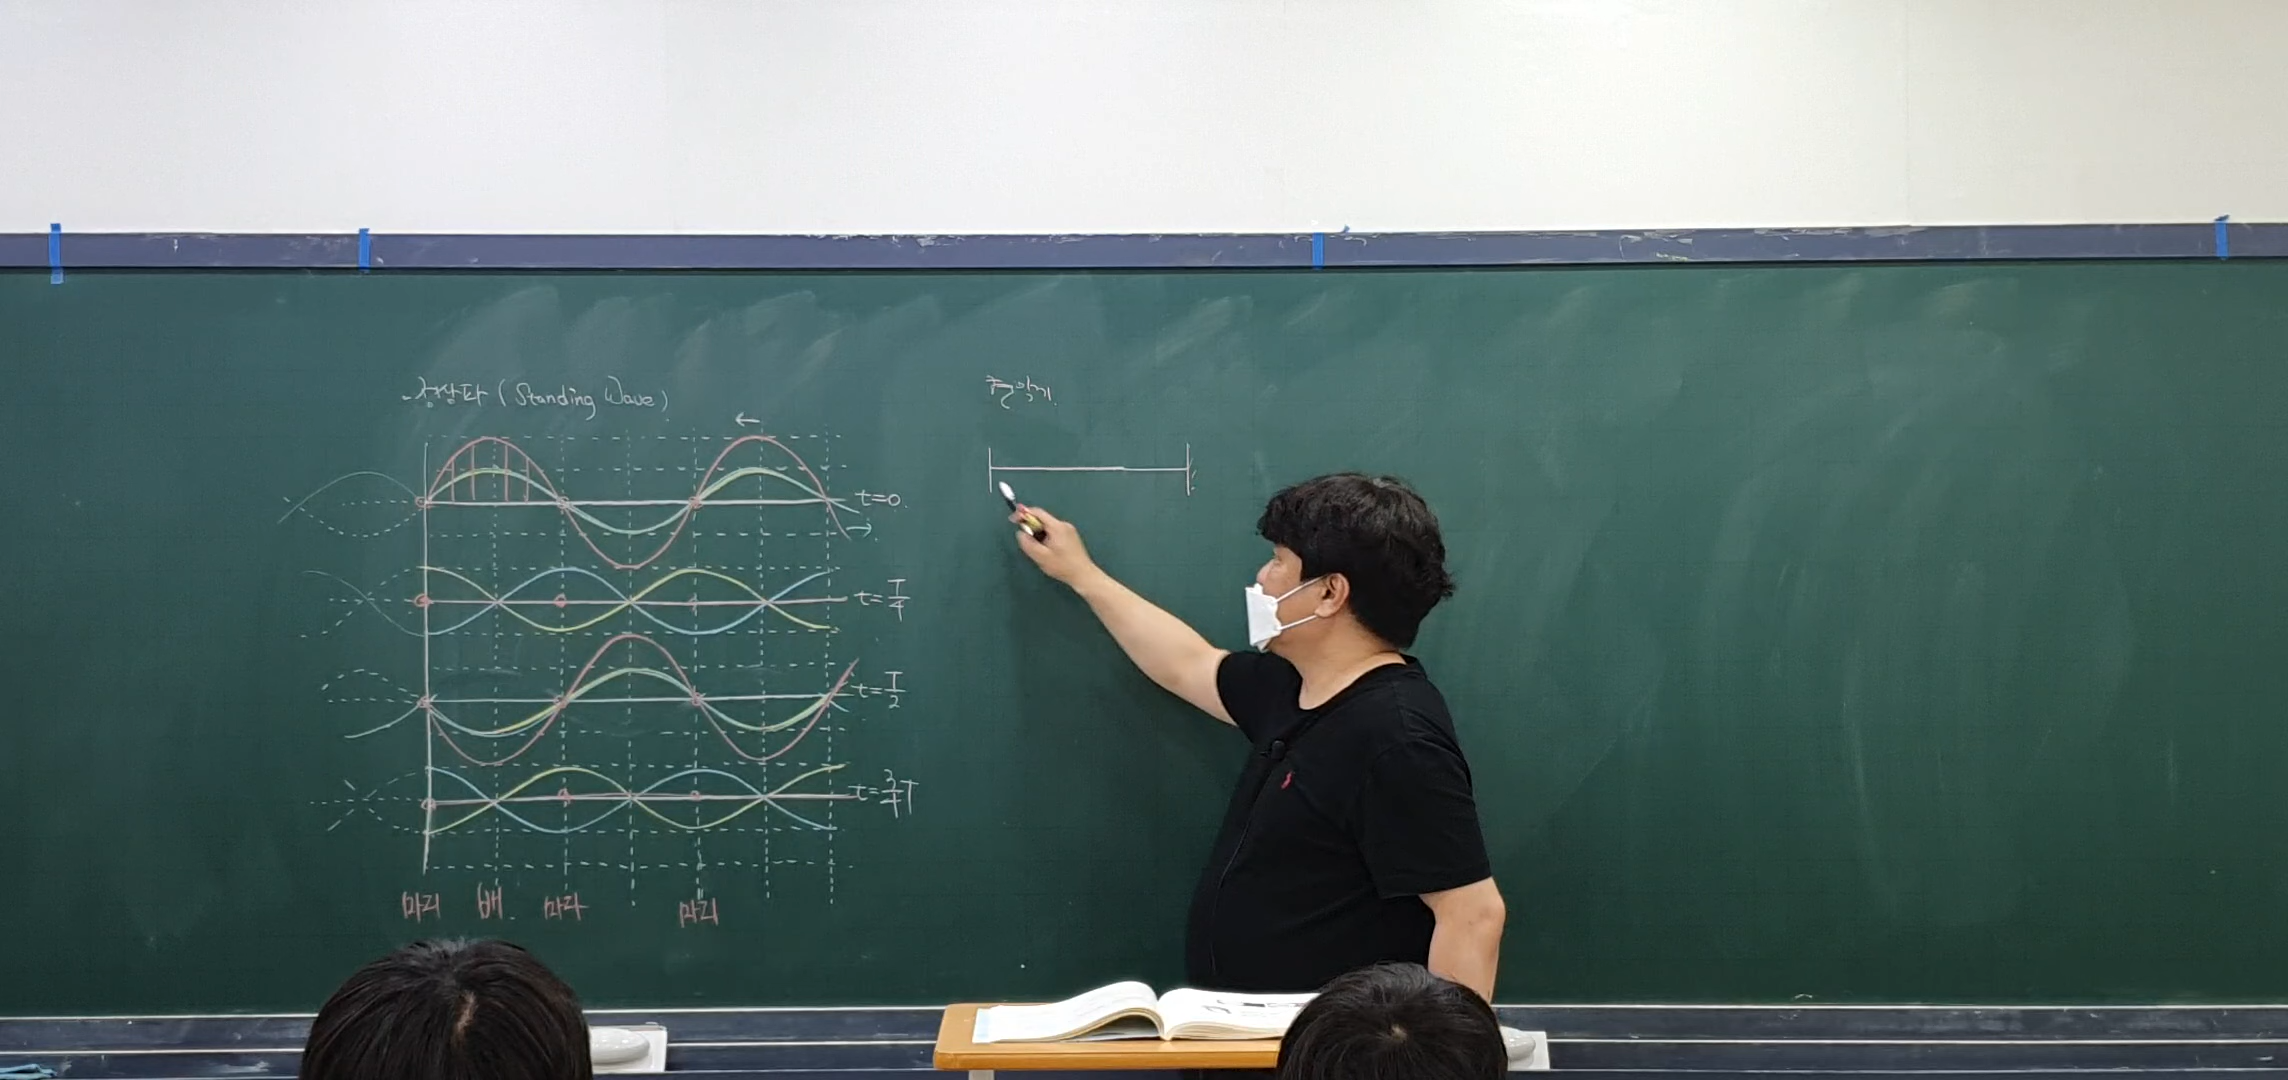 정상파 (Standing Wave)
t=0
t=T/4
t=T/2
t=3/4T
마디 배 마디 마디
현악기